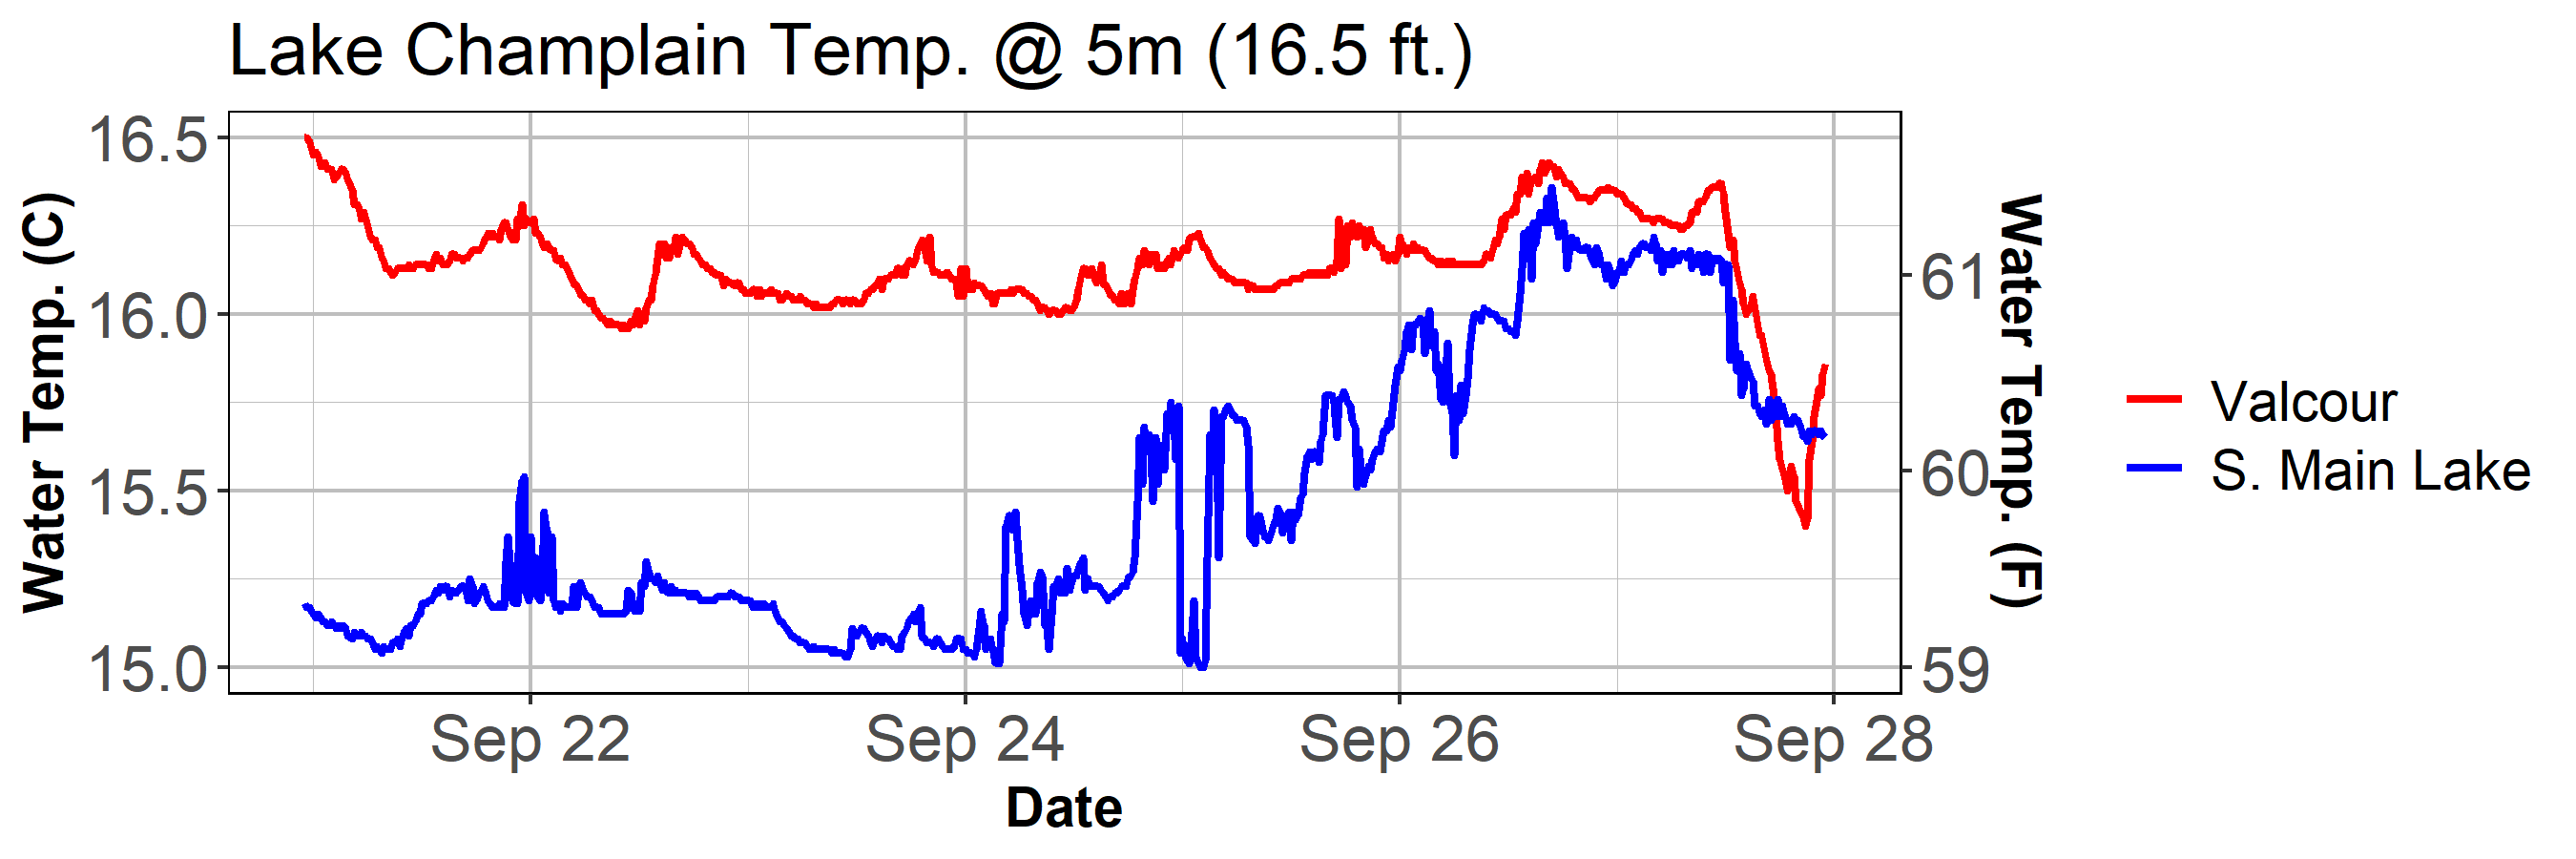 Lake Champlain Temp. @ 5m (16.5 ft.)
Water Temp. (C)
16.5
16.0
15.5
15.0
Sep 22
Sep 24
Sep 26
Sep 28
Date
61
60
59
Water Temp. (F)
Valcour
S. Main Lake